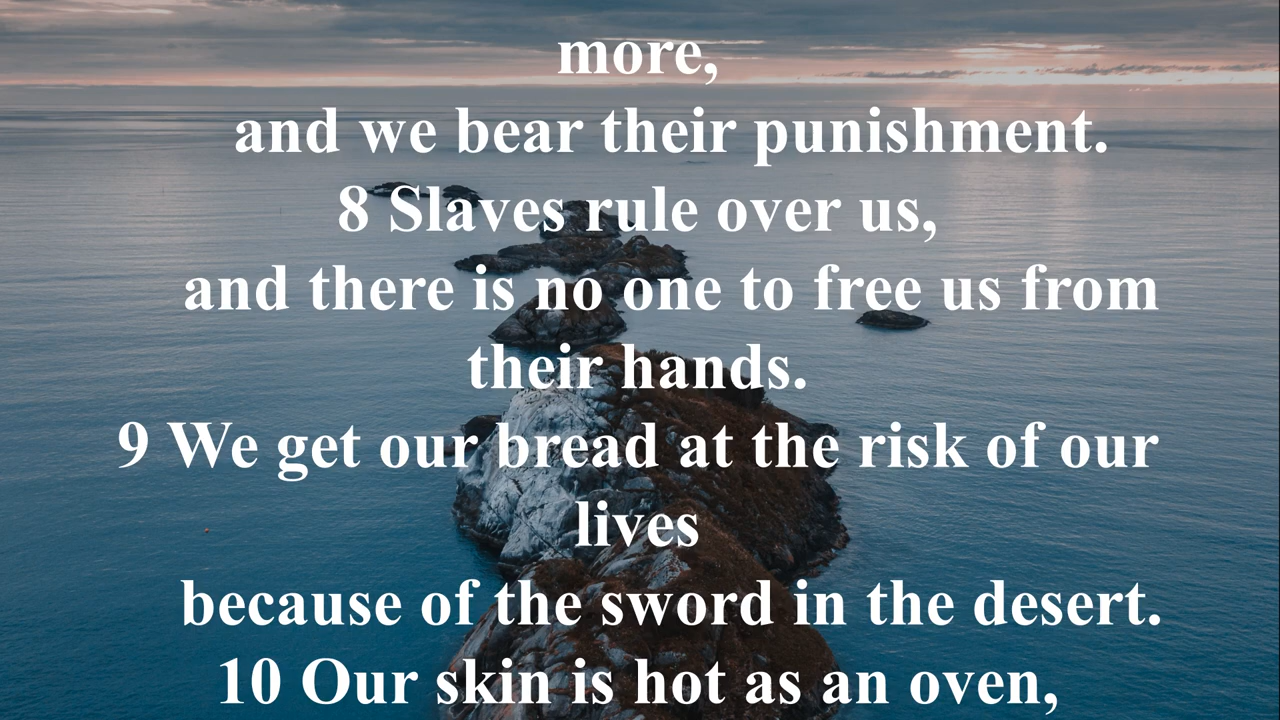 more,
and we bear their punishment.
8 Slaves rule over us,
and there is no one to free us from
their hands.
9 We get our bread at the risk of our
lives
because of the sword in the desert.
10 Our skin is hot as an oven,